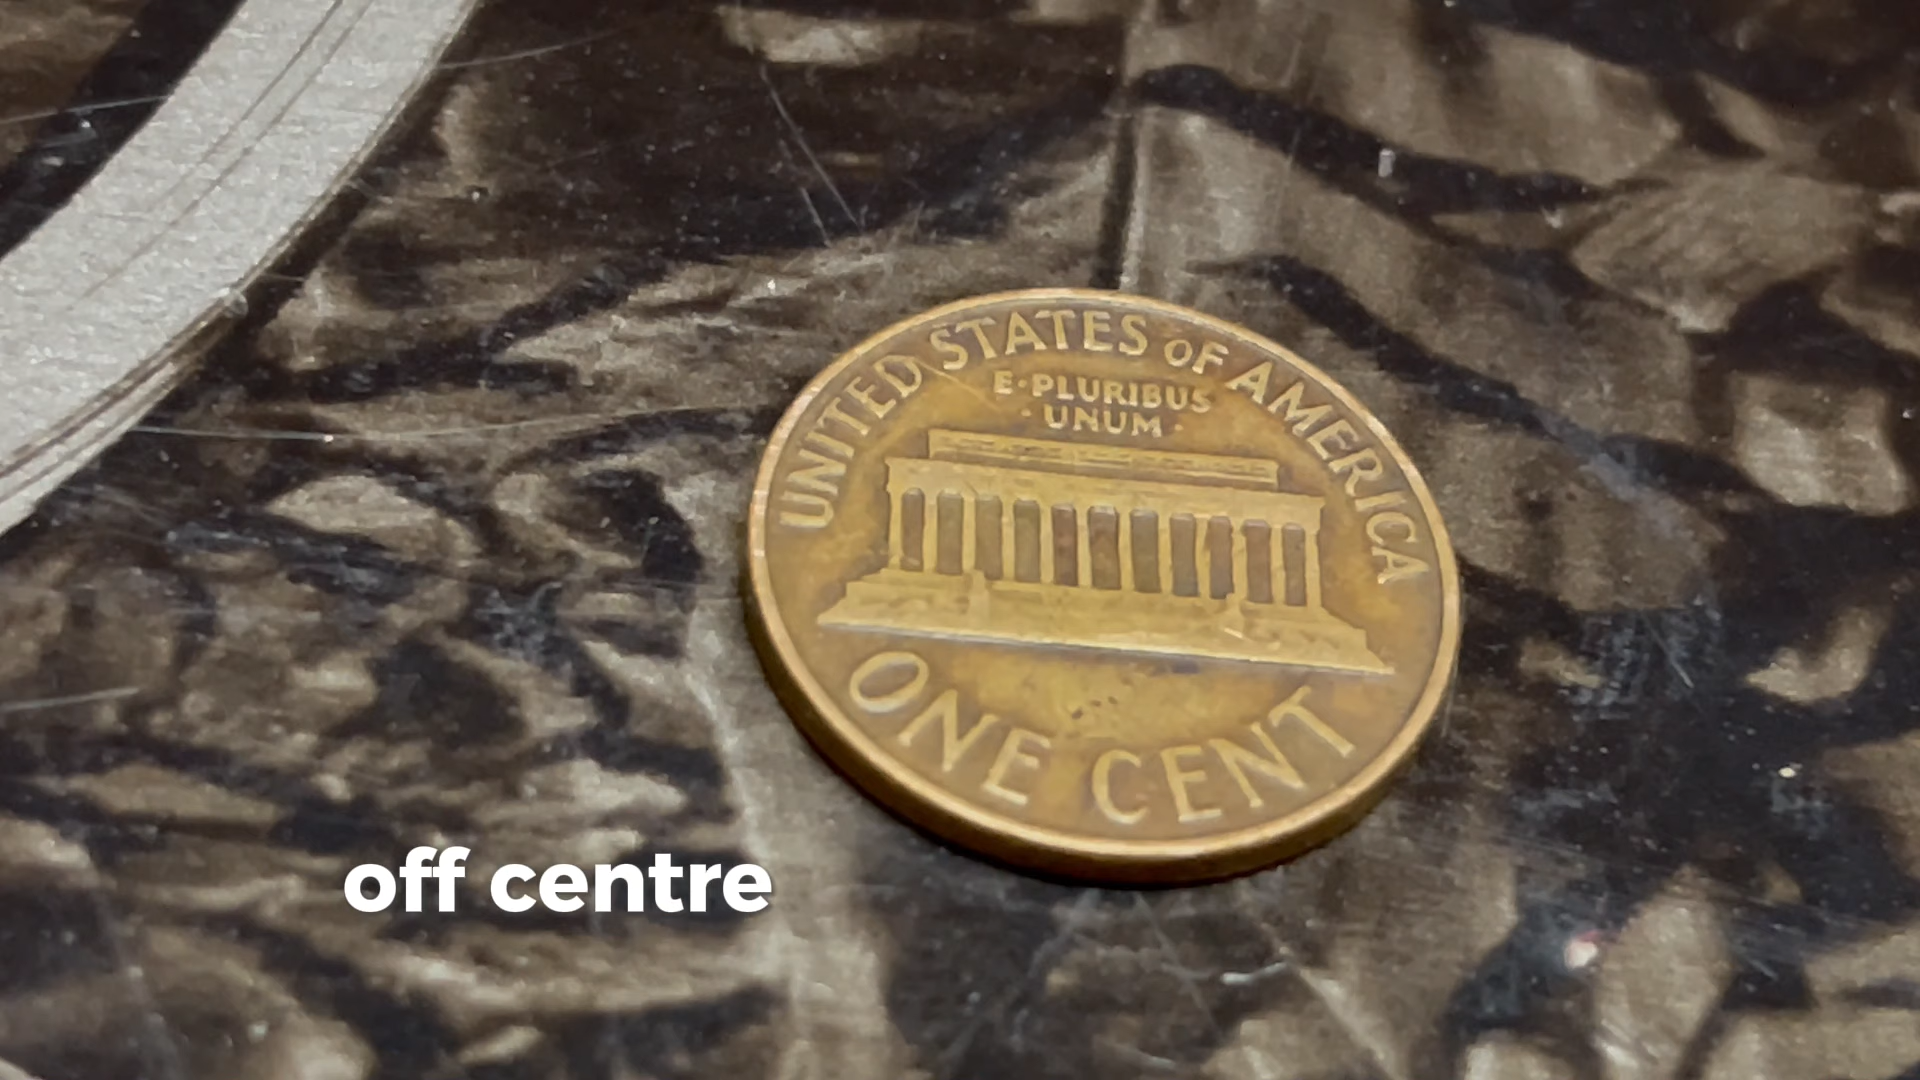 UNITED STATES OF AMERICA
E·PLURIBUS
·UNUM·
ONE CENT
off centre